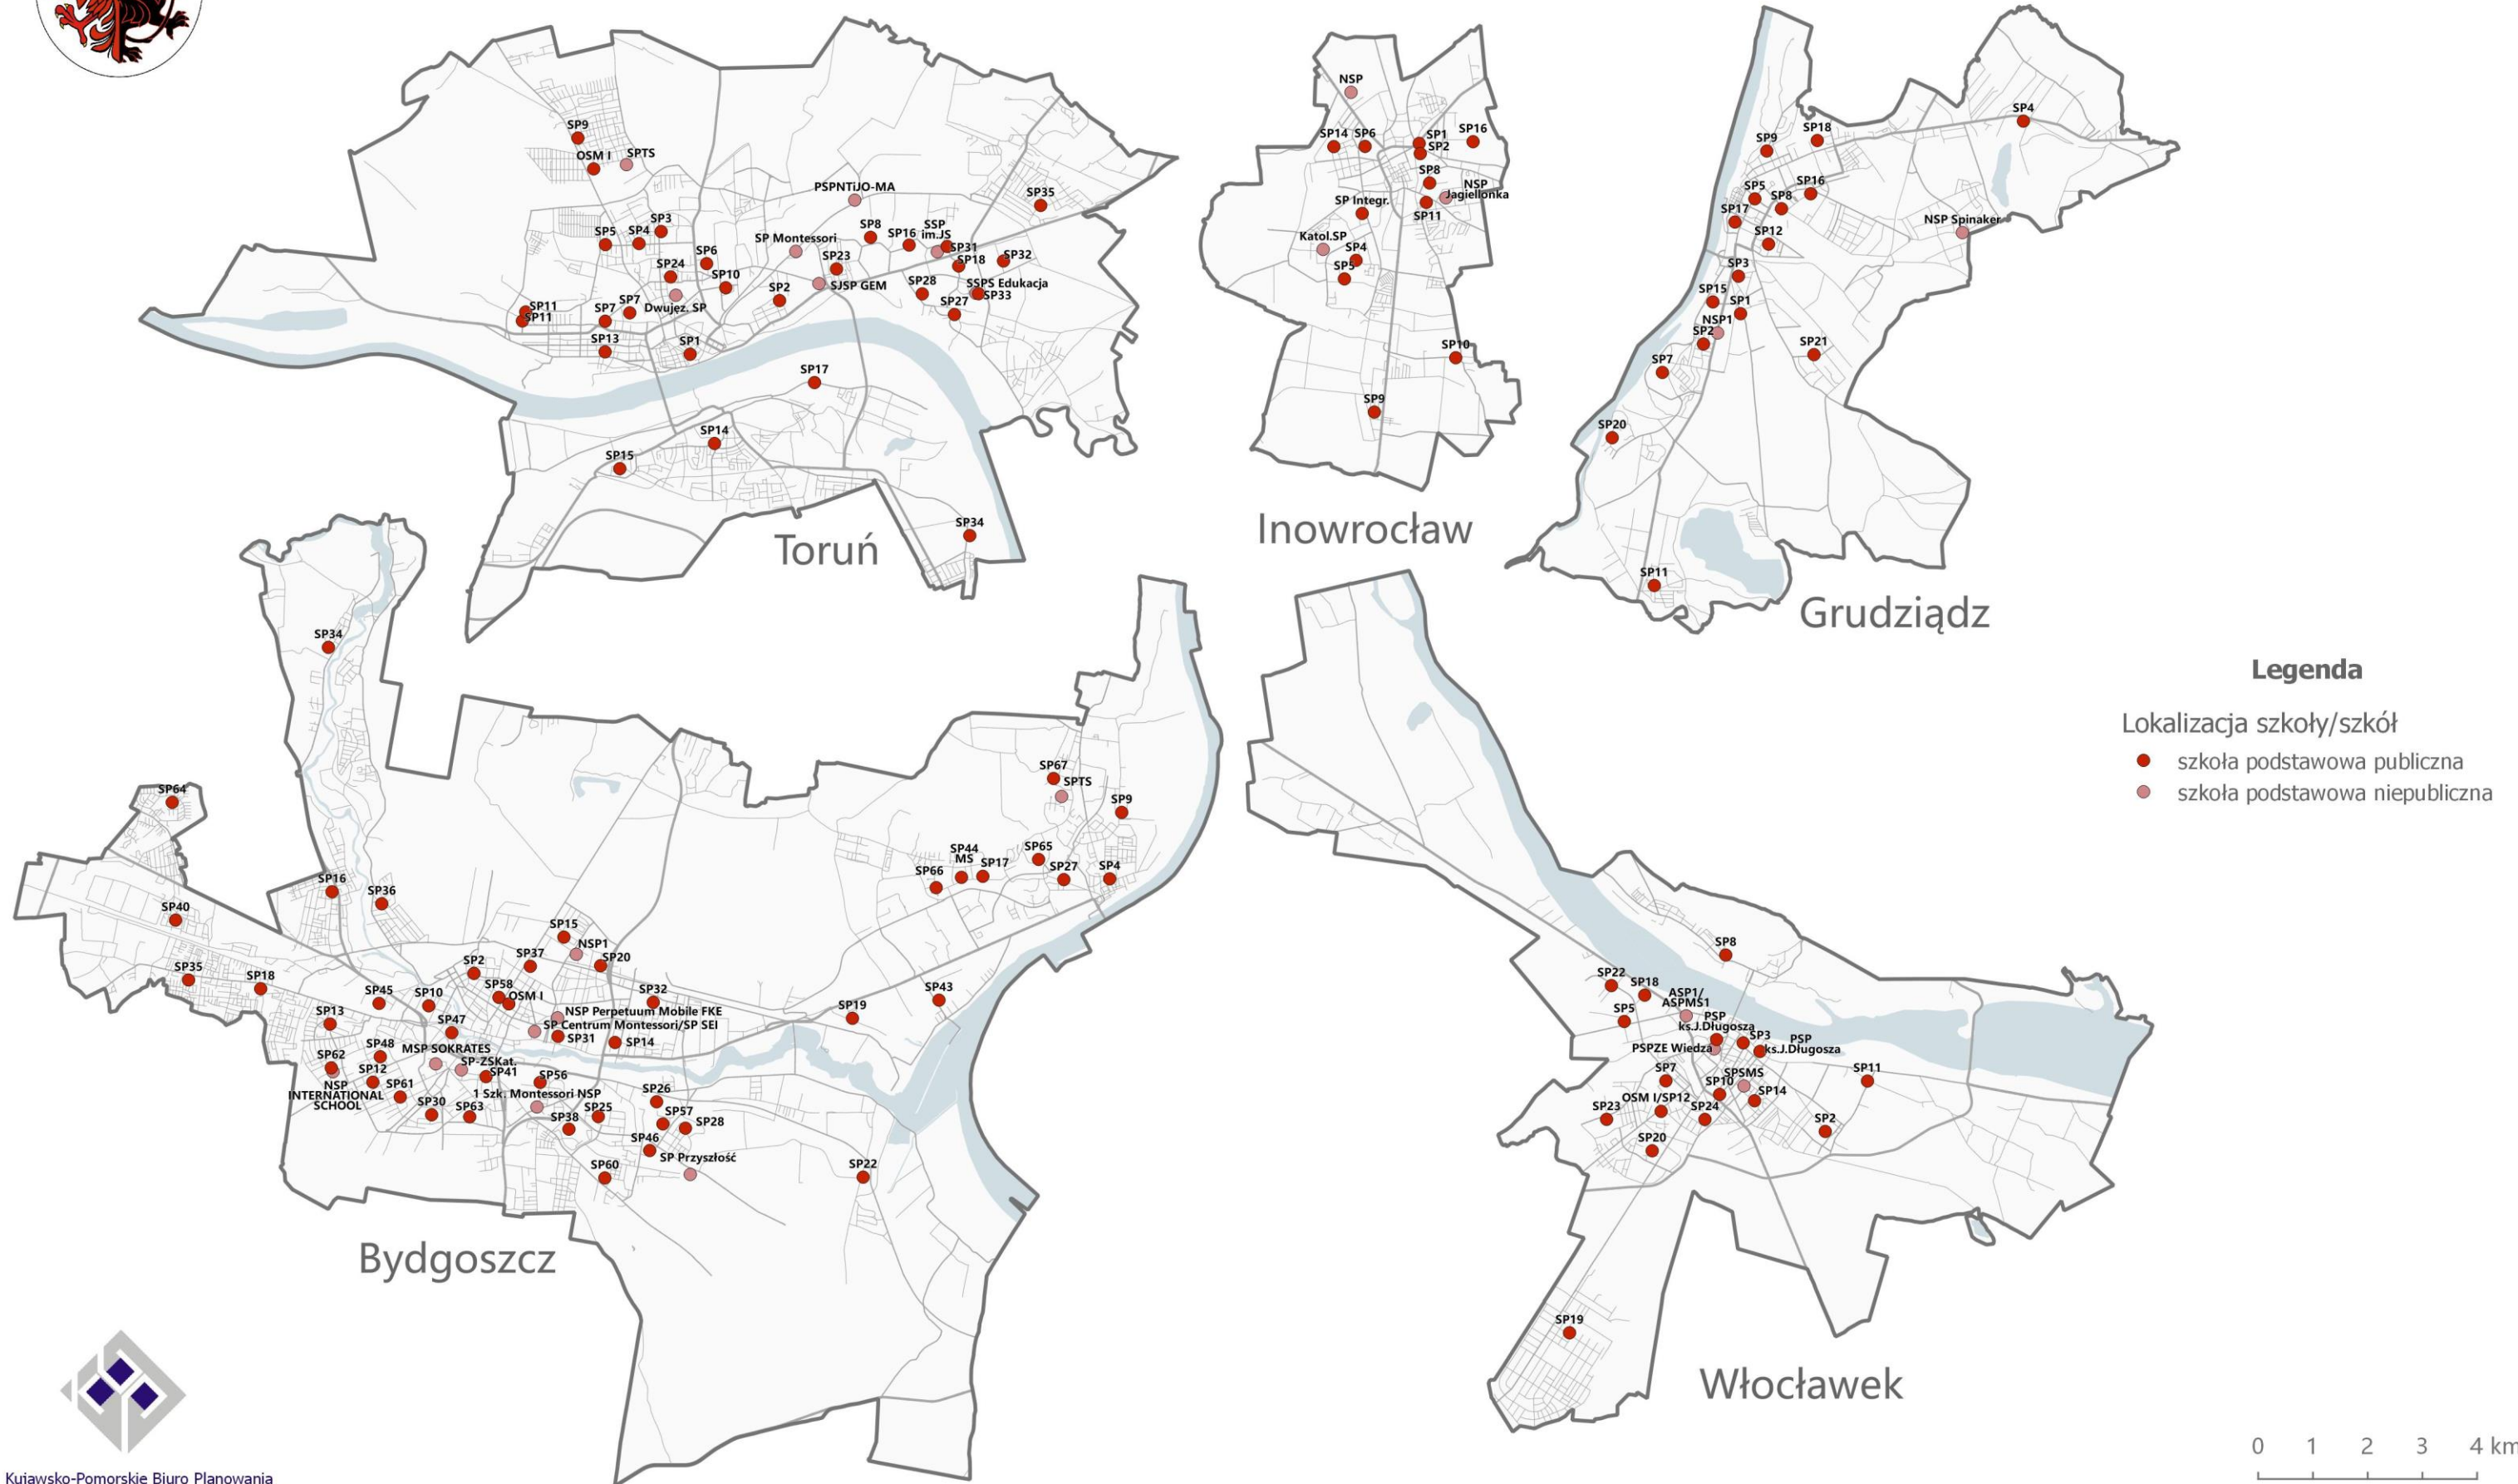 SP9
OSM I
SPTS
PSPNTiJO-MA
SP35
SP3
SP5
SP4
SP8
SP16
SSP
im.JS
SP31
SP Montessori
SP6
SP23
SP18
SP32
SP24
SP10
SP2
SJSP GEM
SP28
SSPS Edukacja
SP33
SP27
SP11
SP11
SP7
SP7
Dwujęz. SP
SP13
SP1
SP17
SP14
SP15
SP34
Toruń
NSP
SP14
SP6
SP1
SP2
SP16
SP8
NSP
Jagiellonka
SP Integr.
SP11
Katol.SP
SP4
SP5
SP10
SP9
Inowrocław
SP4
SP9
SP18
SP5
SP8
SP16
SP17
NSP Spinaker
SP12
SP3
SP15
SP1
NSP1
SP2
SP21
SP7
SP20
SP11
Grudziądz
Legenda
Lokalizacja szkoły/szkół
szkoła podstawowa publiczna
szkoła podstawowa niepubliczna
SP34
SP64
SP67
SPTS
SP9
SP44
MS
SP17
SP65
SP66
SP27
SP4
SP16
SP36
SP40
SP15
NSP1
SP37
SP20
SP2
SP35
SP18
SP45
SP10
SP58
OSM I
SP32
SP43
SP19
SP13
NSP Perpetuum Mobile FKE
SP47
SP Centrum Montessori/SP SEI
SP31
SP14
SP48
MSP SOKRATES
SP62
SP-ZSKat.
SP12
SP41
SP56
NSP
INTERNATIONAL
SCHOOL
SP61
1 Szk. Montessori NSP
SP26
SP30
SP63
SP25
SP38
SP57
SP28
SP46
SP Przyszłość
SP60
SP22
Bydgoszcz
SP8
SP22
SP18
ASP1/
ASPMS1
SP5
PSP
ks.J.Długosza
SP3
PSP
ks.J.Długosza
PSPZE Wiedza
SP7
SPSMS
SP10
SP14
SP11
OSM I/SP12
SP23
SP24
SP2
SP20
SP19
Włocławek
0 1 2 3 4 km
Kujawsko-Pomorskie Biuro Planowania